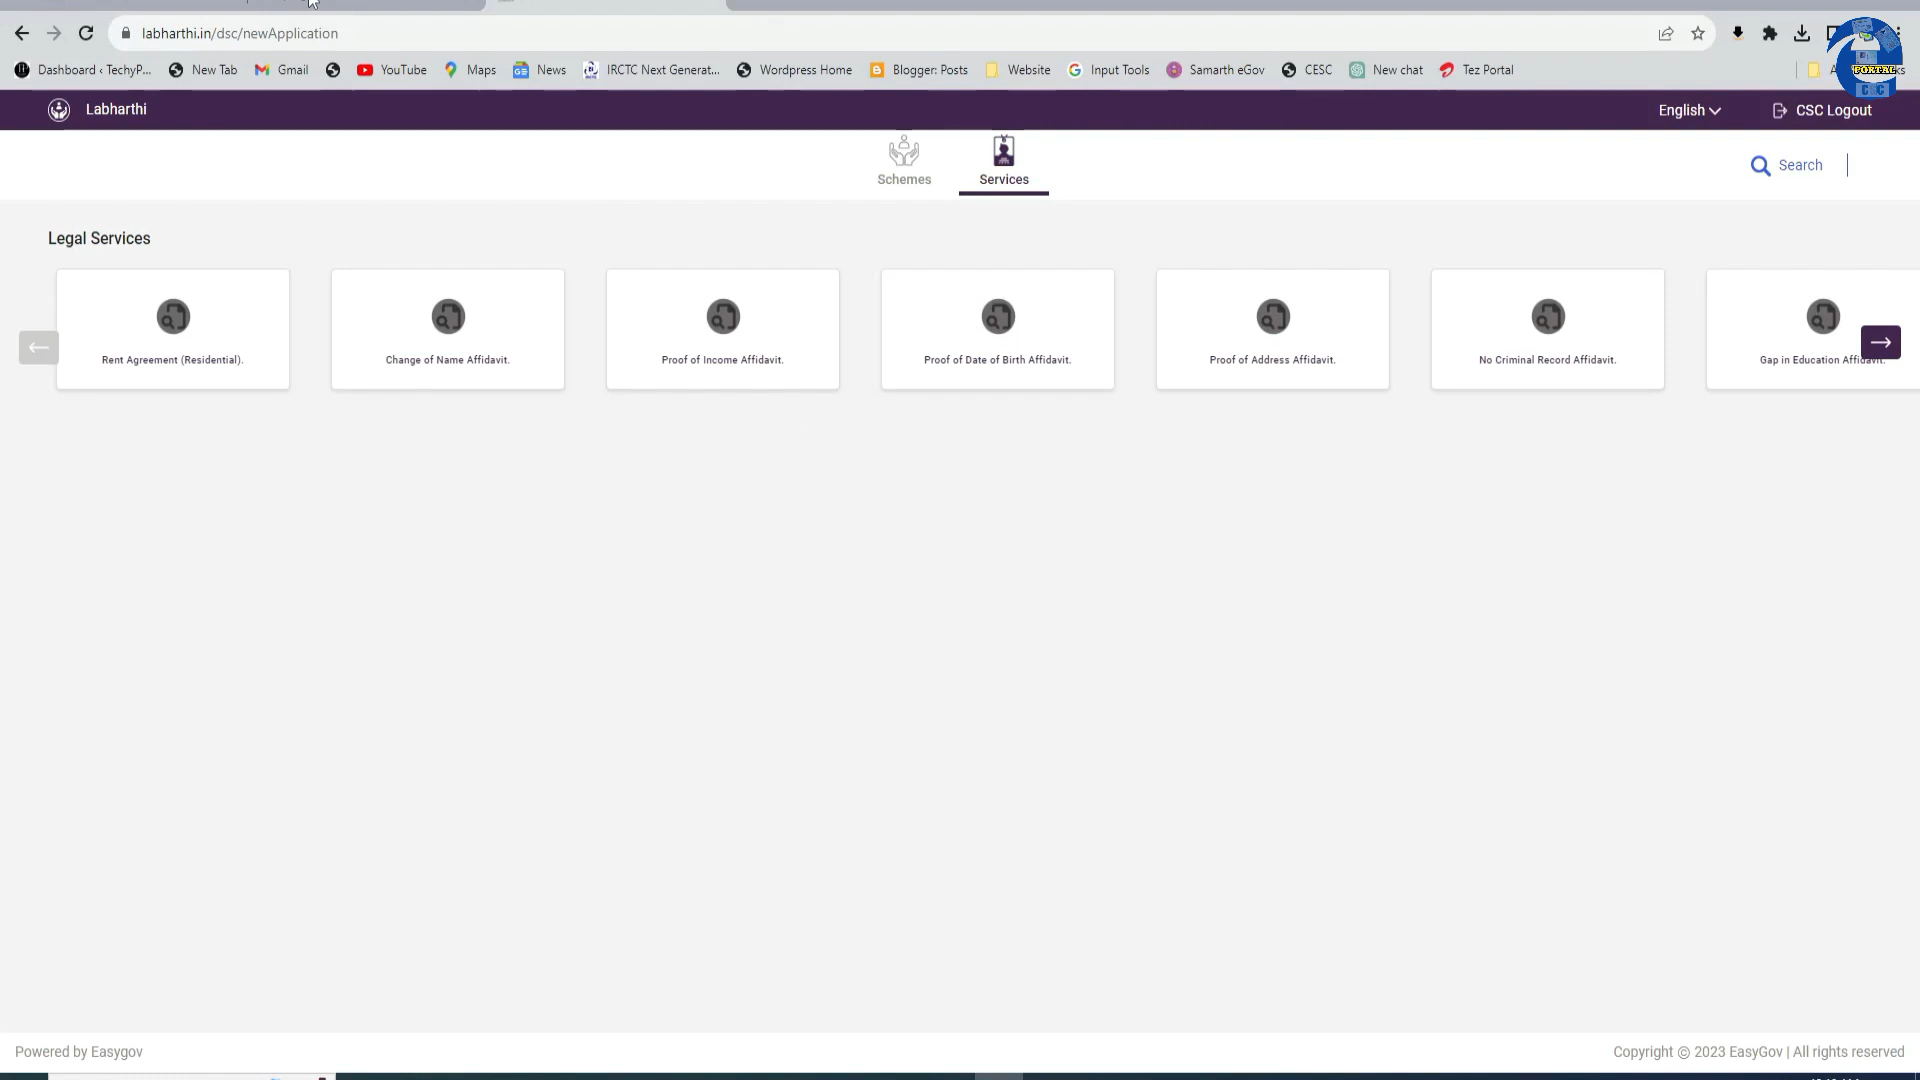 labharthi.in/dsc/newApplication
Dashboard ‹ TechyP... New Tab Gmail YouTube Maps News IRCTC Next Generat... Wordpress Home Blogger: Posts Website Input Tools Samarth eGov CESC New chat Tez Portal
PORTAL
CSC
Labharthi English CSC Logout
Schemes Services Search
Legal Services
Rent Agreement (Residential). Change of Name Affidavit. Proof of Income Affidavit. Proof of Date of Birth Affidavit. Proof of Address Affidavit. No Criminal Record Affidavit. Gap in Education Affidavit.
Powered by Easygov Copyright © 2023 EasyGov | All rights reserved